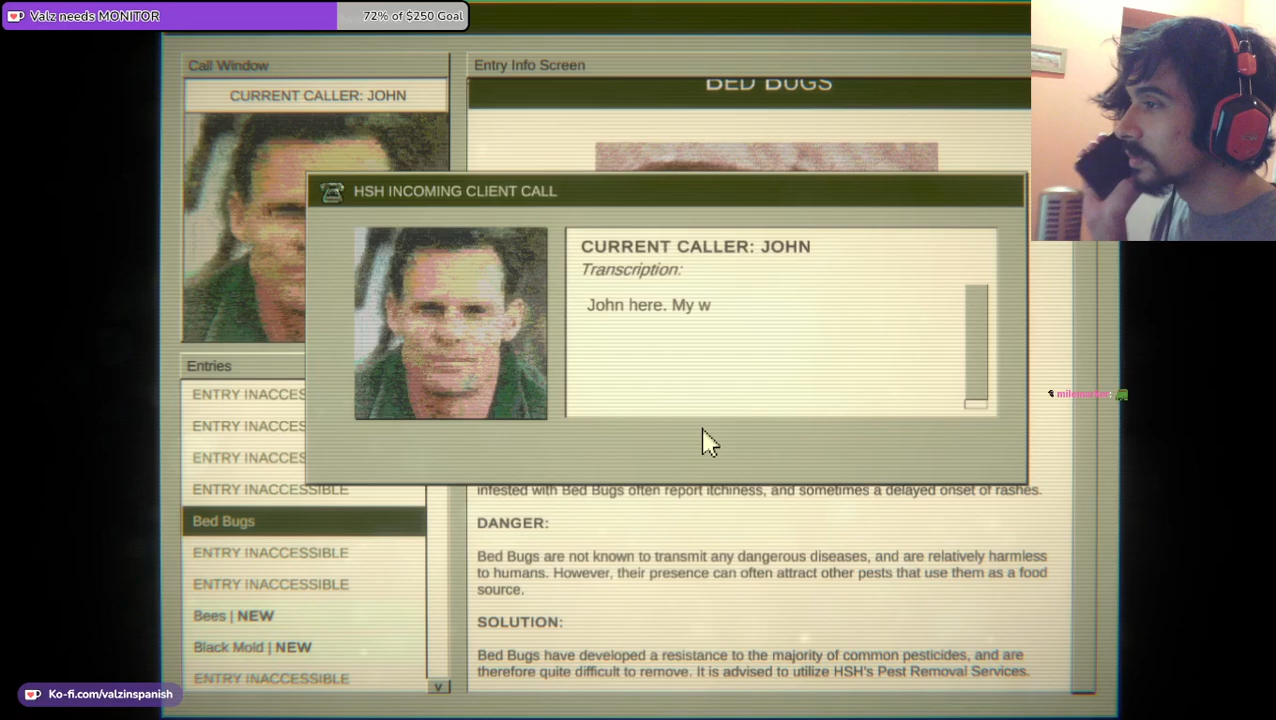 Valz needs MONITOR
72% of $250 Goal
Call Window
CURRENT CALLER: JOHN
Entry Info Screen
BED BUGS
HSH INCOMING CLIENT CALL
CURRENT CALLER: JOHN
Transcription:
John here. My w
Entries
ENTRY INACCES
ENTRY INACCES
ENTRY INACCES
ENTRY INACCESSIBLE
Bed Bugs
ENTRY INACCESSIBLE
ENTRY INACCESSIBLE
Bees | NEW
Black Mold | NEW
ENTRY INACCESSIBLE
v
infested with Bed Bugs often report itchiness, and sometimes a delayed onset of rashes.
DANGER:
Bed Bugs are not known to transmit any dangerous diseases, and are relatively harmless
to humans. However, their presence can often attract other pests that use them as a food
source.
SOLUTION:
Bed Bugs have developed a resistance to the majority of common pesticides, and are
therefore quite difficult to remove. It is advised to utilize HSH's Pest Removal Services.
Ko-fi.com/valzinspanish